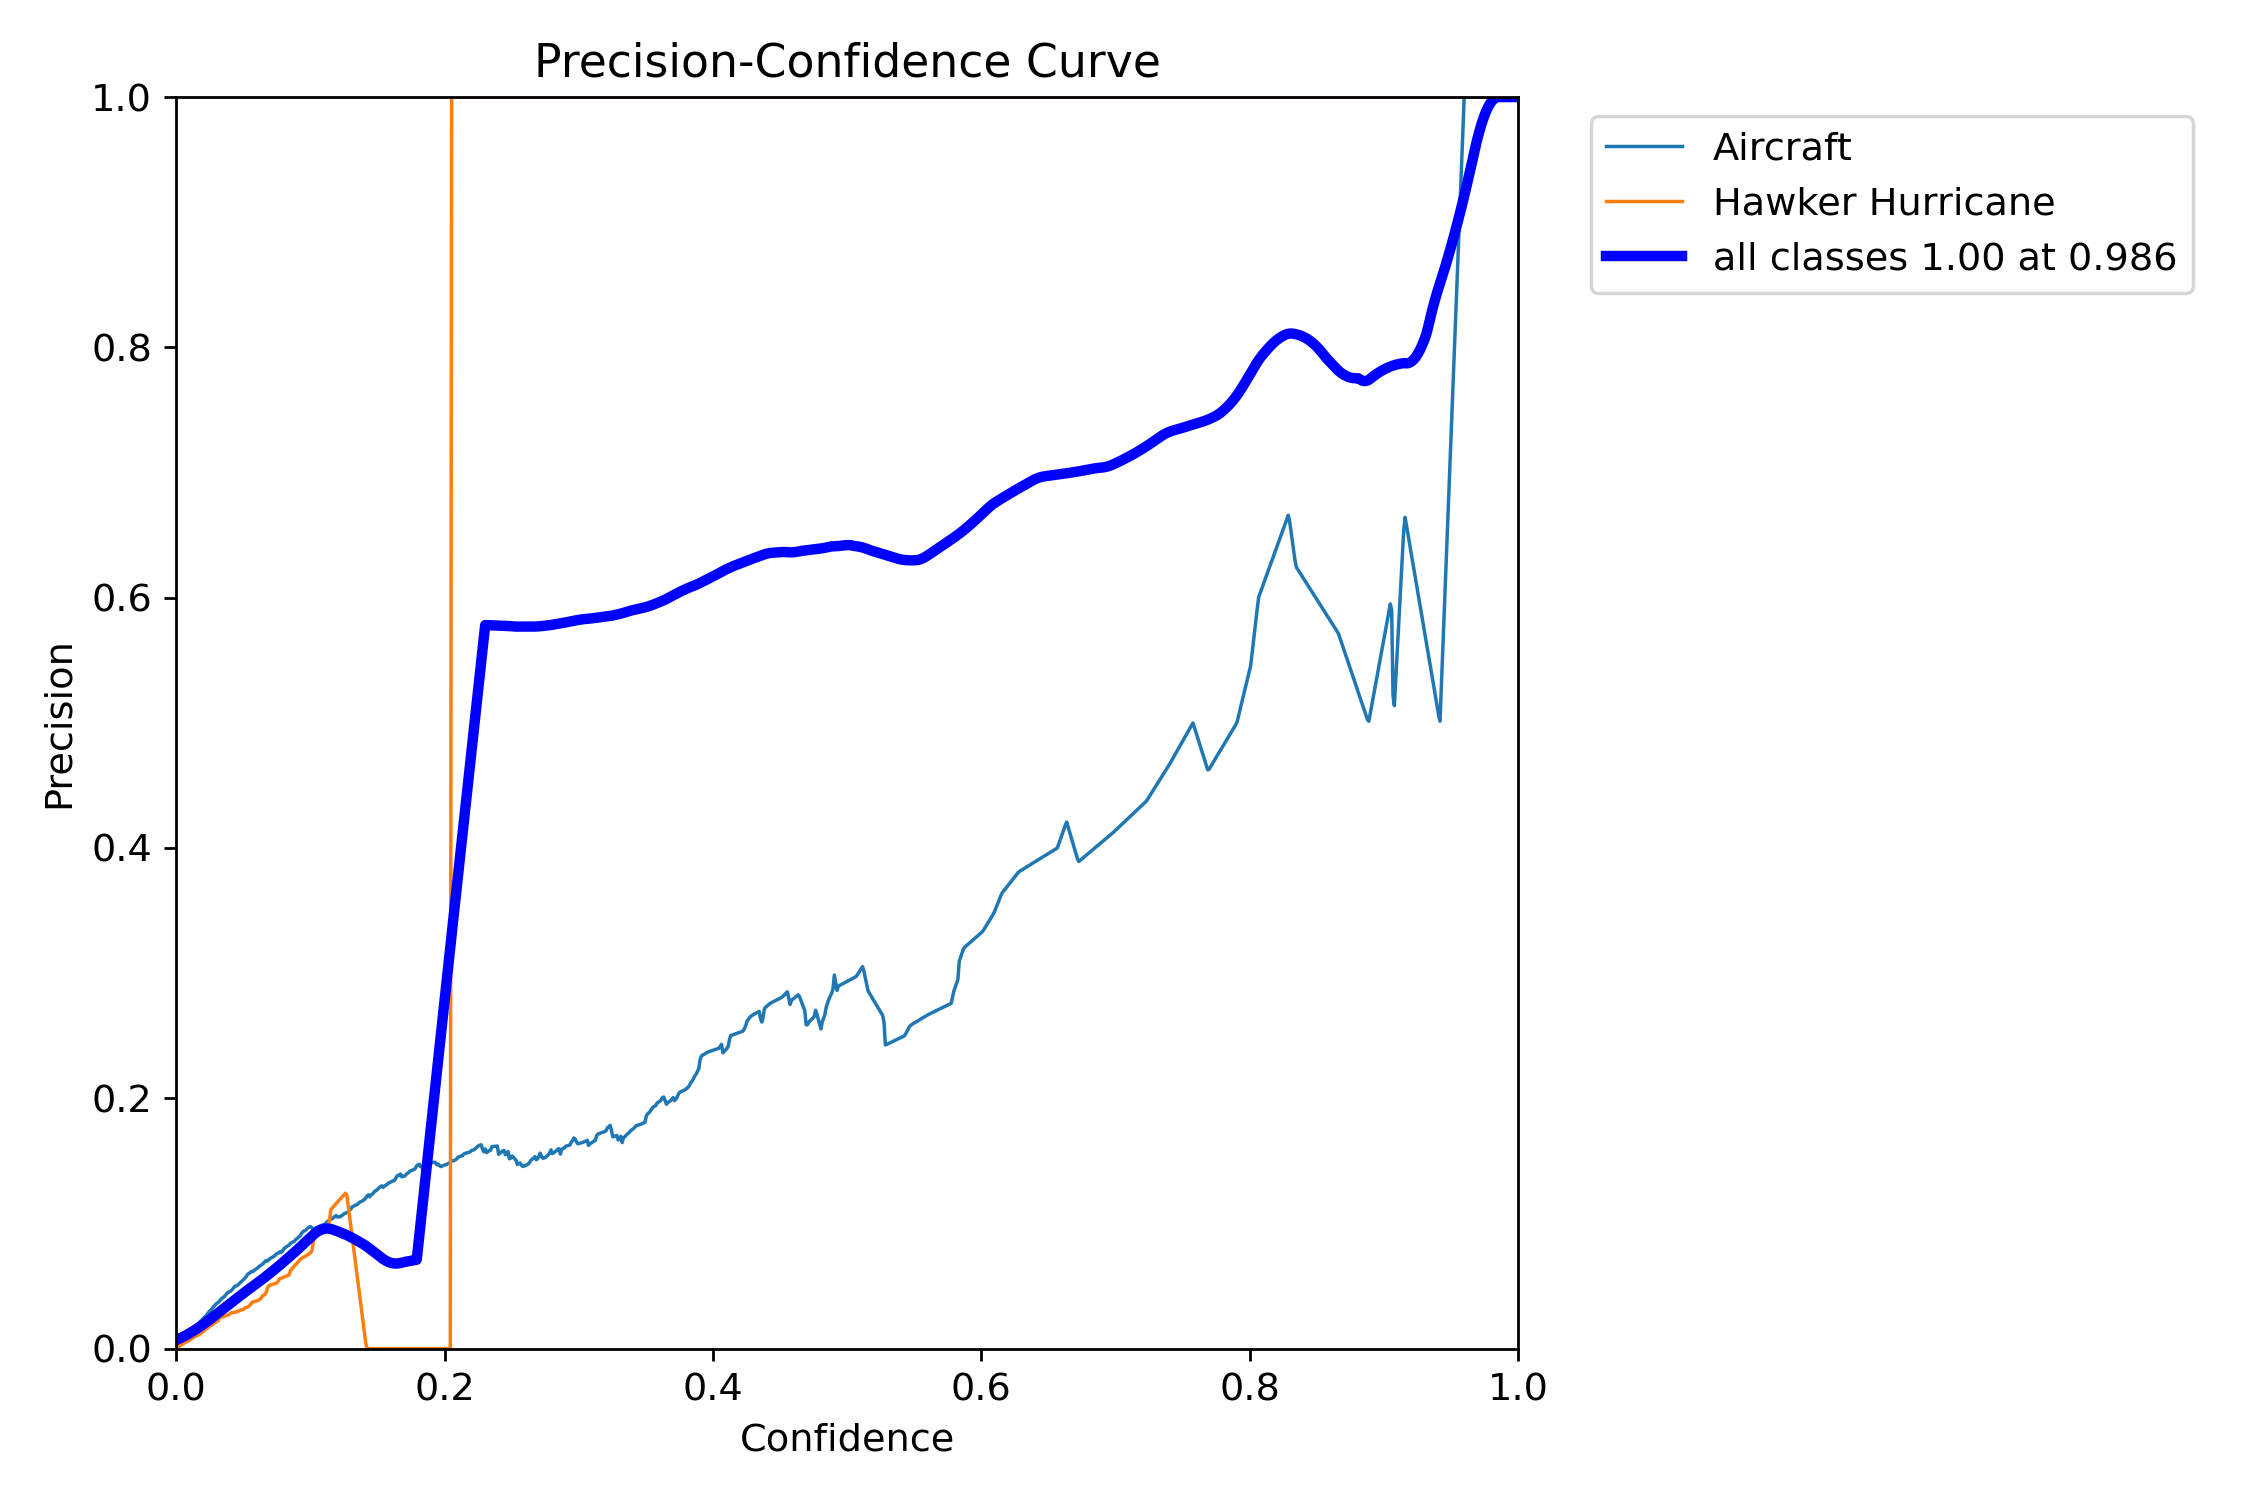 Precision-Confidence Curve
1.0
0.8
0.6
0.4
0.2
0.0
Precision
0.0 0.2 0.4 0.6 0.8 1.0
Confidence
Aircraft
Hawker Hurricane
all classes 1.00 at 0.986